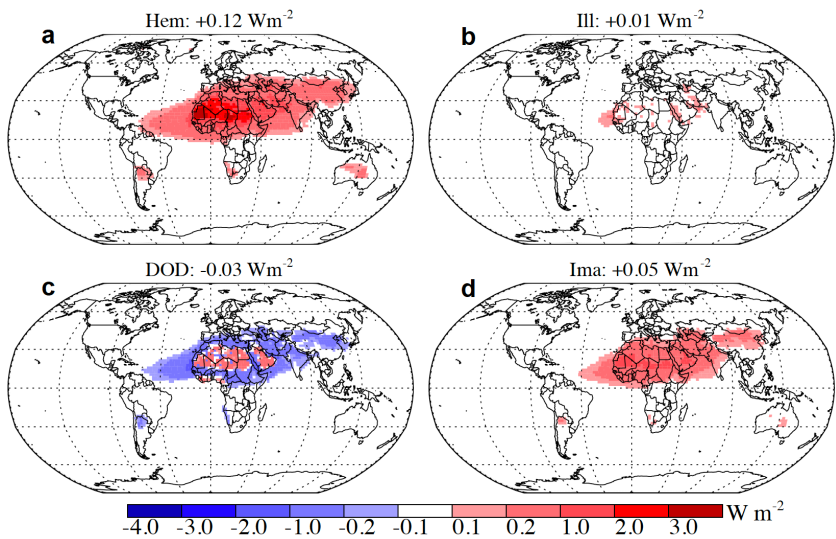 a Hem: +0.12 Wm-2
b Ill: +0.01 Wm-2
c DOD: -0.03 Wm-2
d Ima: +0.05 Wm-2
-4.0 -3.0 -2.0 -1.0 -0.2 -0.1 0.1 0.2 1.0 2.0 3.0 W m-2